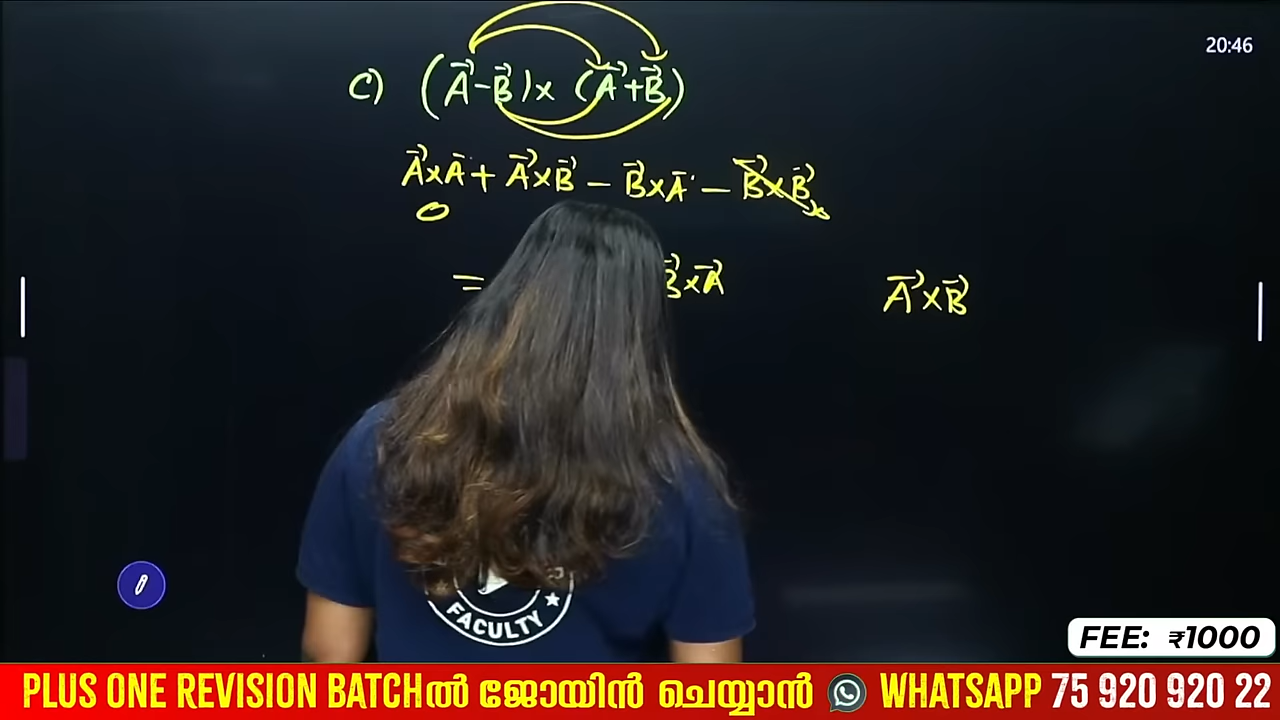 20:46
C) (A⃗-B⃗)× (A⃗+B⃗)
A⃗×A⃗ + A⃗×B⃗ − B⃗×A⃗ − B⃗×B⃗
0
= B⃗×A⃗
A⃗×B⃗
FACULTY
FEE: ₹1000
PLUS ONE REVISION BATCHൽ ജോയിൻ ചെയ്യാൻ WHATSAPP 75 920 920 22